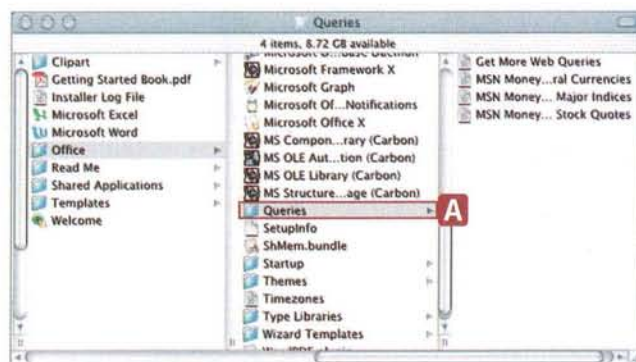 Queries
4 items, 8.72 GB available
Clipart
Getting Started Book.pdf
Installer Log File
Microsoft Excel
Microsoft Word
Office
Read Me
Shared Applications
Templates
Welcome
Microsoft Framework X
Microsoft Graph
Microsoft Of...Notifications
Microsoft Office X
MS Compon...rary (Carbon)
MS OLE Aut...tion (Carbon)
MS OLE Library (Carbon)
MS Structure...age (Carbon)
Queries
A
SetupInfo
ShMem.bundle
Startup
Themes
Timezones
Type Libraries
Wizard Templates
Get More Web Queries
MSN Money...ral Currencies
MSN Money... Major Indices
MSN Money... Stock Quotes